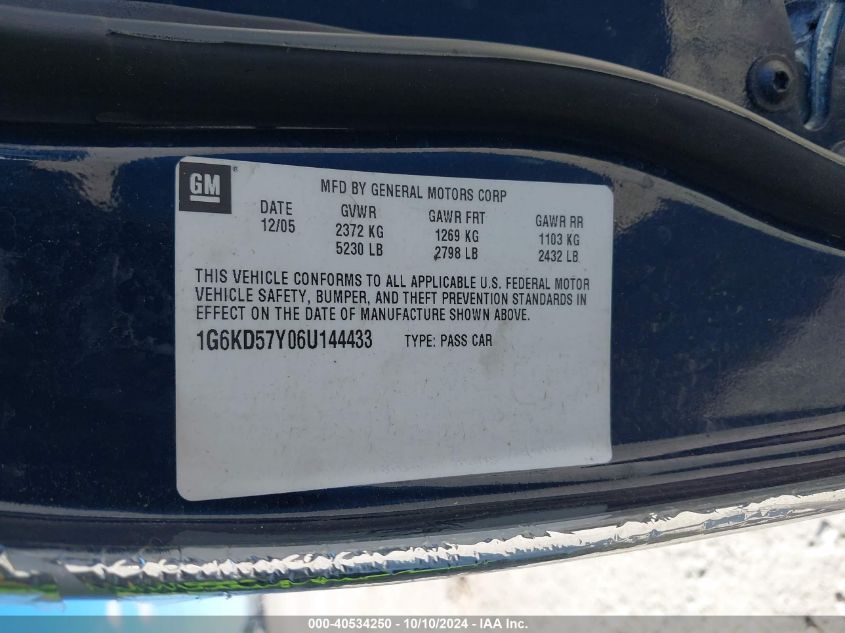 GM
MFD BY GENERAL MOTORS CORP
DATE GVWR GAWR FRT GAWR RR
12/05 2372 KG 1269 KG 1103 KG
5230 LB 2798 LB 2432 LB
THIS VEHICLE CONFORMS TO ALL APPLICABLE U.S. FEDERAL MOTOR
VEHICLE SAFETY, BUMPER, AND THEFT PREVENTION STANDARDS IN
EFFECT ON THE DATE OF MANUFACTURE SHOWN ABOVE.
1G6KD57Y06U144433 TYPE: PASS CAR
000-40534250 - 10/10/2024 - IAA Inc.